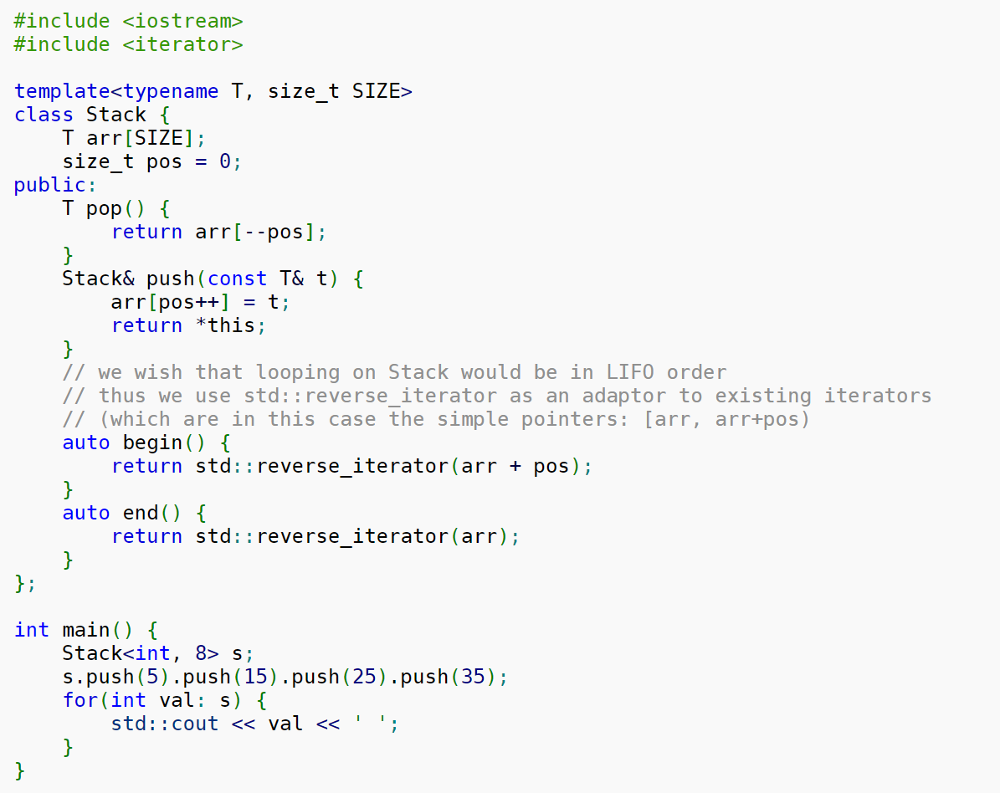 #include <iostream>
#include <iterator>

template<typename T, size_t SIZE>
class Stack {
    T arr[SIZE];
    size_t pos = 0;
public:
    T pop() {
        return arr[--pos];
    }
    Stack& push(const T& t) {
        arr[pos++] = t;
        return *this;
    }
    // we wish that looping on Stack would be in LIFO order
    // thus we use std::reverse_iterator as an adaptor to existing iterators
    // (which are in this case the simple pointers: [arr, arr+pos)
    auto begin() {
        return std::reverse_iterator(arr + pos);
    }
    auto end() {
        return std::reverse_iterator(arr);
    }
};

int main() {
    Stack<int, 8> s;
    s.push(5).push(15).push(25).push(35);
    for(int val: s) {
        std::cout << val << ' ';
    }
}